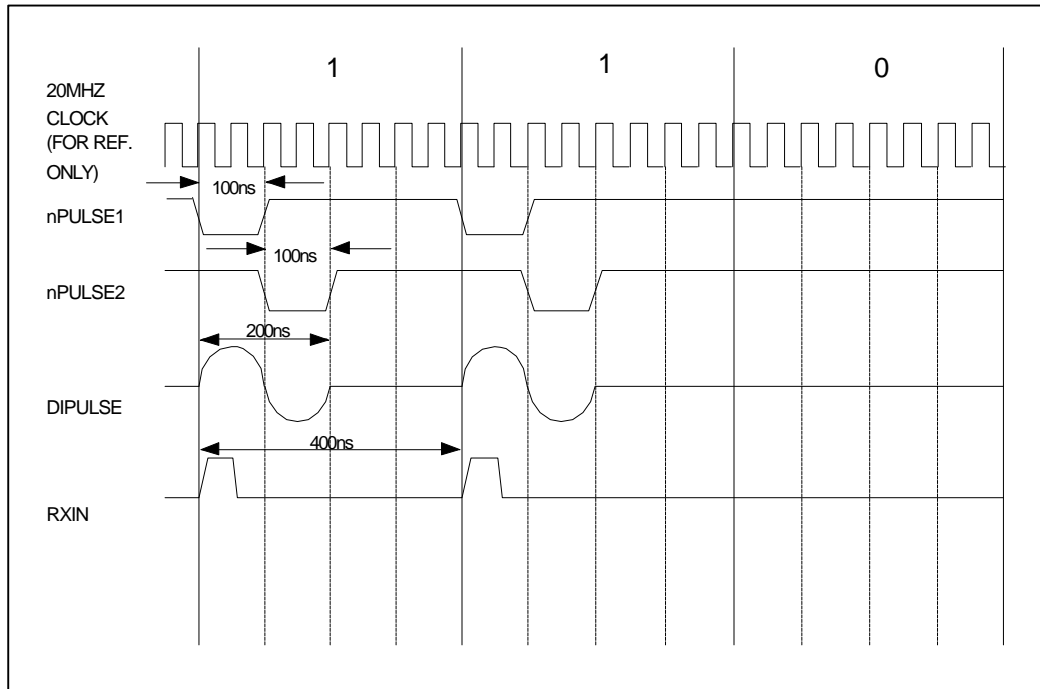 1 1 0
20MHZ
CLOCK
(FOR REF.
ONLY)
100ns
nPULSE1
100ns
nPULSE2
200ns
DIPULSE
400ns
RXIN